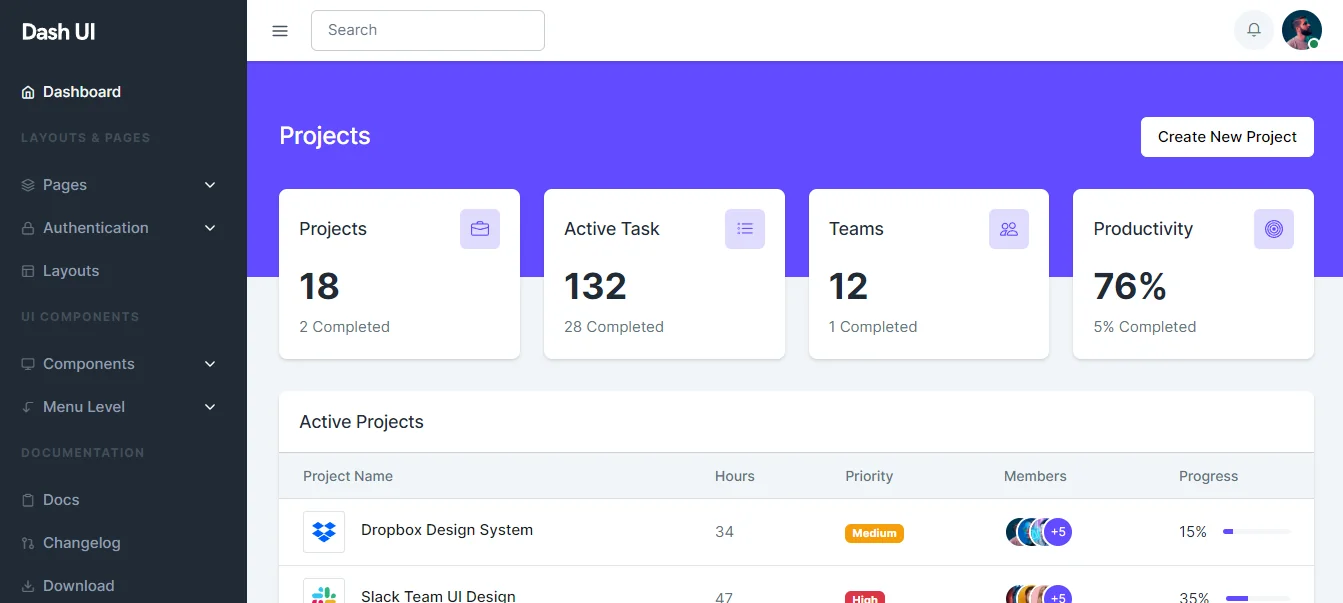 Dash UI
Search
Dashboard
LAYOUTS & PAGES
Pages
Authentication
Layouts
UI COMPONENTS
Components
Menu Level
DOCUMENTATION
Docs
Changelog
Download
Projects
Create New Project
Projects
18
2 Completed
Active Task
132
28 Completed
Teams
12
1 Completed
Productivity
76%
5% Completed
Active Projects
Project Name Hours Priority Members Progress
Dropbox Design System 34 Medium +5 15%
Slack Team UI Design 47 High +5 35%